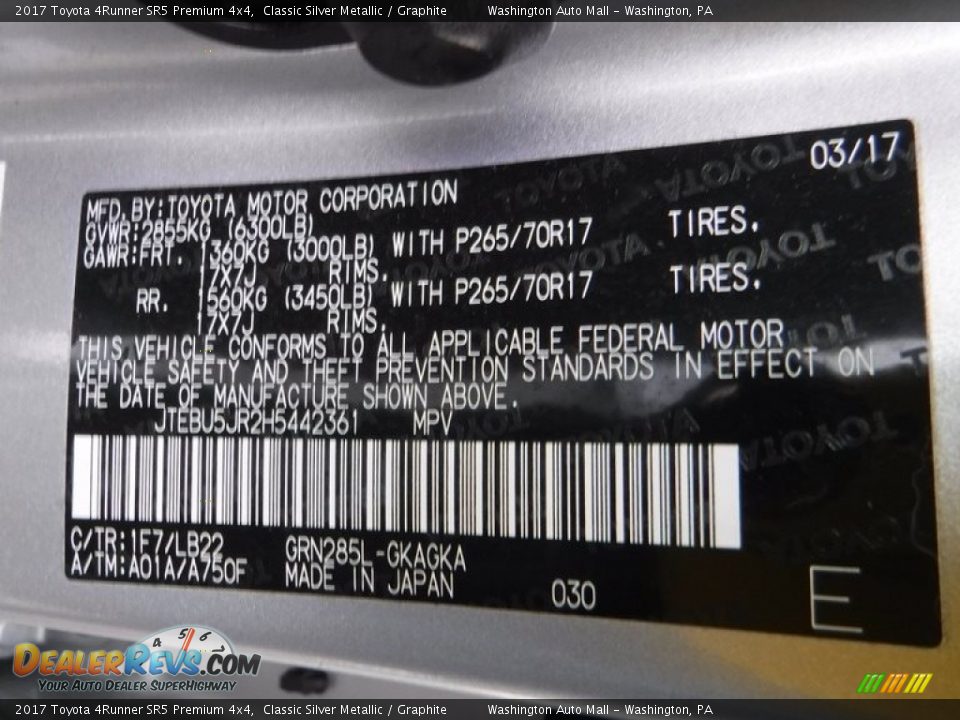 2017 Toyota 4Runner SR5 Premium 4x4, Classic Silver Metallic / Graphite Washington Auto Mall - Washington, PA
03/17
MFD.BY:TOYOTA MOTOR CORPORATION
GVWR:2855KG (6300LB)
GAWR:FRT. 1360KG (3000LB) WITH P265/70R17 TIRES.
17X7J RIMS.
RR. 1560KG (3450LB) WITH P265/70R17 TIRES.
17X7J RIMS.
THIS VEHICLE CONFORMS TO ALL APPLICABLE FEDERAL MOTOR
VEHICLE SAFETY AND THEFT PREVENTION STANDARDS IN EFFECT ON
THE DATE OF MANUFACTURE SHOWN ABOVE.
JTEBU5JR2H5442361 MPV
C/TR:1F7/LB22 GRN285L-GKAGKA
A/TM:A01A/A750F MADE IN JAPAN 030
E
4 5 6
DEALERREVS.COM
YOUR AUTO DEALER SUPERHIGHWAY
2017 Toyota 4Runner SR5 Premium 4x4, Classic Silver Metallic / Graphite Washington Auto Mall - Washington, PA